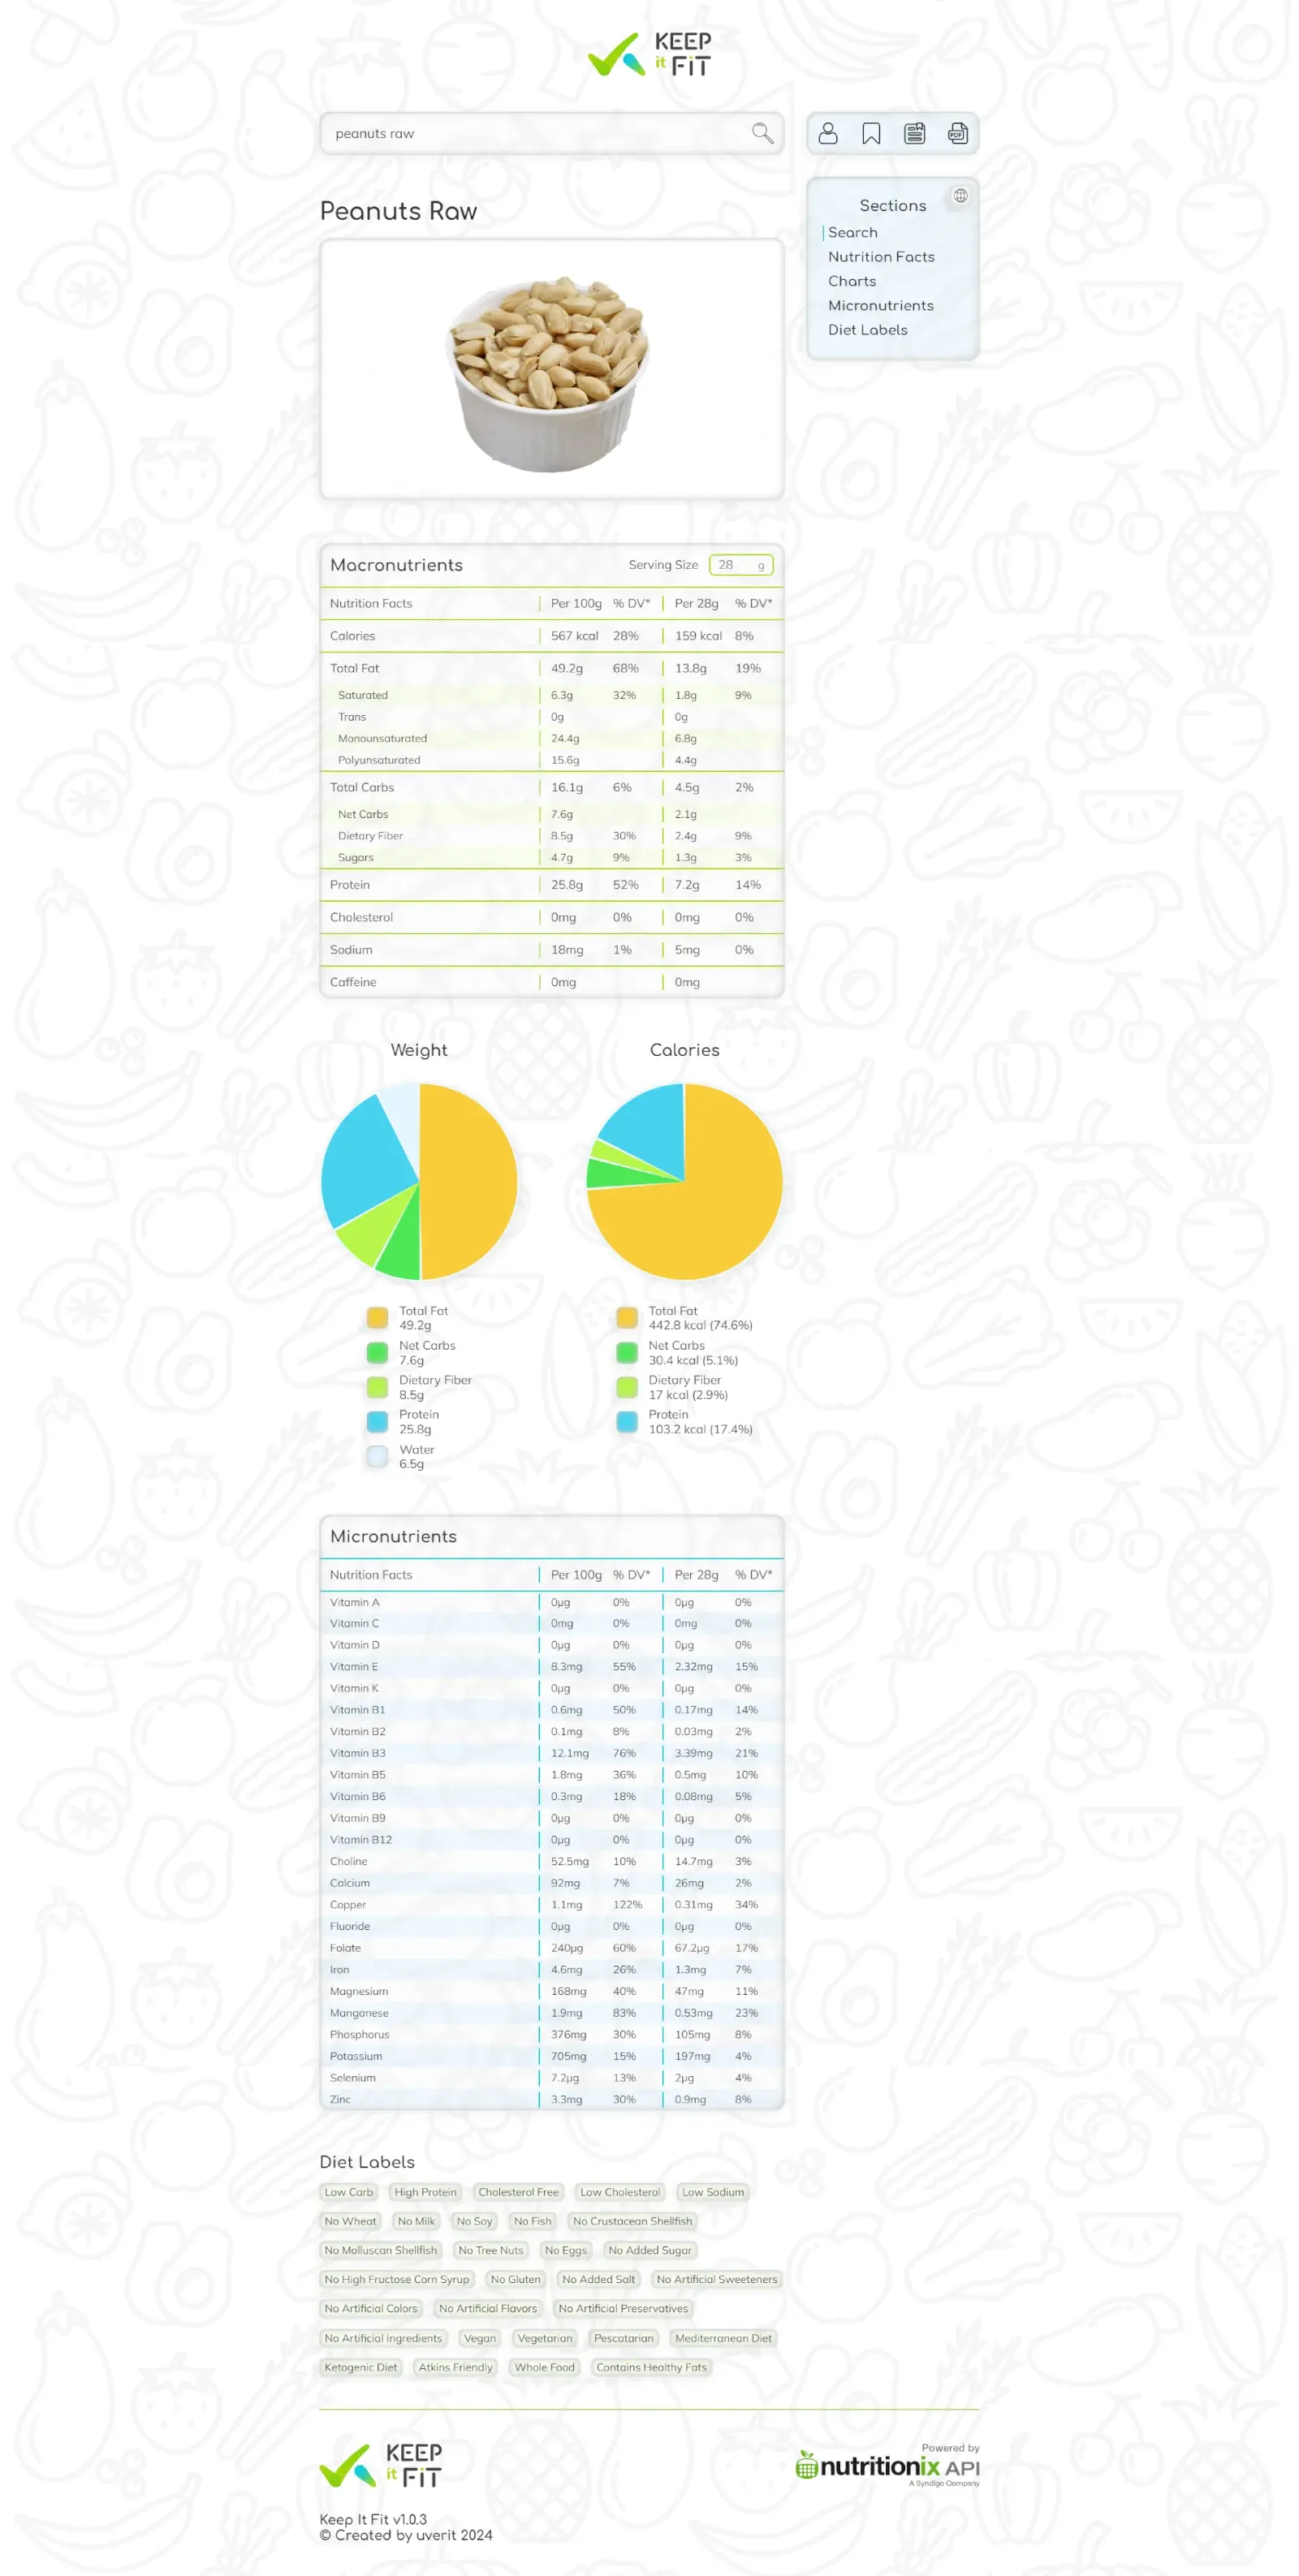 KEEP
it FiT
peanuts raw
PDF
Peanuts Raw
Sections
Search
Nutrition Facts
Charts
Micronutrients
Diet Labels
Macronutrients Serving Size 28 g
Nutrition Facts Per 100g % DV* Per 28g % DV*
Calories 567 kcal 28% 159 kcal 8%
Total Fat 49.2g 68% 13.8g 19%
Saturated 6.3g 32% 1.8g 9%
Trans 0g 0g
Monounsaturated 24.4g 6.8g
Polyunsaturated 15.6g 4.4g
Total Carbs 16.1g 6% 4.5g 2%
Net Carbs 7.6g 2.1g
Dietary Fiber 8.5g 30% 2.4g 9%
Sugars 4.7g 9% 1.3g 3%
Protein 25.8g 52% 7.2g 14%
Cholesterol 0mg 0% 0mg 0%
Sodium 18mg 1% 5mg 0%
Caffeine 0mg 0mg
Weight
Total Fat
49.2g
Net Carbs
7.6g
Dietary Fiber
8.5g
Protein
25.8g
Water
6.5g
Calories
Total Fat
442.8 kcal (74.6%)
Net Carbs
30.4 kcal (5.1%)
Dietary Fiber
17 kcal (2.9%)
Protein
103.2 kcal (17.4%)
Micronutrients
Nutrition Facts Per 100g % DV* Per 28g % DV*
Vitamin A 0μg 0% 0μg 0%
Vitamin C 0mg 0% 0mg 0%
Vitamin D 0μg 0% 0μg 0%
Vitamin E 8.3mg 55% 2.32mg 15%
Vitamin K 0μg 0% 0μg 0%
Vitamin B1 0.6mg 50% 0.17mg 14%
Vitamin B2 0.1mg 8% 0.03mg 2%
Vitamin B3 12.1mg 76% 3.39mg 21%
Vitamin B5 1.8mg 36% 0.5mg 10%
Vitamin B6 0.3mg 18% 0.08mg 5%
Vitamin B9 0μg 0% 0μg 0%
Vitamin B12 0μg 0% 0μg 0%
Choline 52.5mg 10% 14.7mg 3%
Calcium 92mg 7% 26mg 2%
Copper 1.1mg 122% 0.31mg 34%
Fluoride 0μg 0% 0μg 0%
Folate 240μg 60% 67.2μg 17%
Iron 4.6mg 26% 1.3mg 7%
Magnesium 168mg 40% 47mg 11%
Manganese 1.9mg 83% 0.53mg 23%
Phosphorus 376mg 30% 105mg 8%
Potassium 705mg 15% 197mg 4%
Selenium 7.2μg 13% 2μg 4%
Zinc 3.3mg 30% 0.9mg 8%
Diet Labels
Low Carb High Protein Cholesterol Free Low Cholesterol Low Sodium
No Wheat No Milk No Soy No Fish No Crustacean Shellfish
No Molluscan Shellfish No Tree Nuts No Eggs No Added Sugar
No High Fructose Corn Syrup No Gluten No Added Salt No Artificial Sweeteners
No Artificial Colors No Artificial Flavors No Artificial Preservatives
No Artificial Ingredients Vegan Vegetarian Pescatarian Mediterranean Diet
Ketogenic Diet Atkins Friendly Whole Food Contains Healthy Fats
KEEP
it FiT
Powered by
nutritionix API
A Syndigo Company
Keep It Fit v1.0.3
© Created by uverit 2024